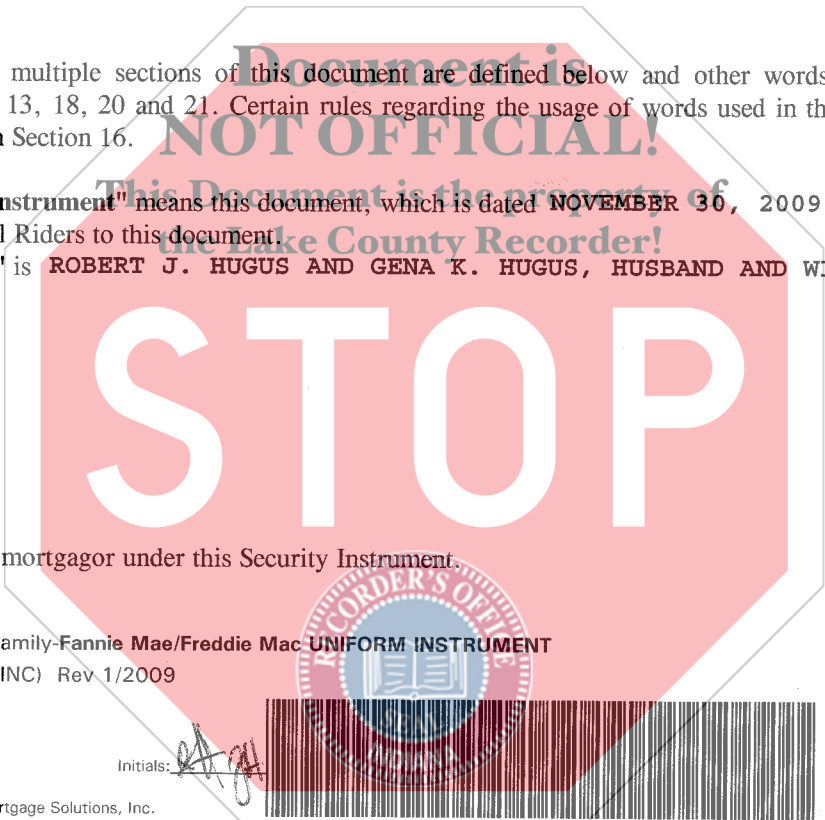 Document is
multiple sections of this document are defined below and other words
13, 18, 20 and 21. Certain rules regarding the usage of words used in th
NOT OFFICIAL!
Section 16.
This Document is the property of
nstrument" means this document, which is dated NOVEMBER 30, 2009
l Riders to this document.
the Lake County Recorder!
" is ROBERT J. HUGUS AND GENA K. HUGUS, HUSBAND AND WI
STOP
mortgagor under this Security Instrument.
RECORDER'S OFFICE
amily-Fannie Mae/Freddie Mac UNIFORM INSTRUMENT
INC) Rev 1/2009
SEAL
INDIANA
Initials:
rtgage Solutions, Inc.